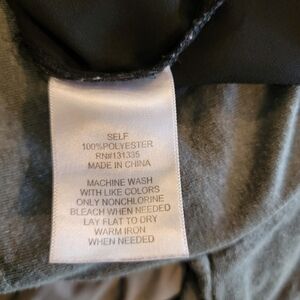 SELF
100%POLYESTER
RN#131335
MADE IN CHINA
MACHINE WASH
WITH LIKE COLORS
ONLY NONCHLORINE
BLEACH WHEN NEEDED
LAY FLAT TO DRY
WARM IRON
WHEN NEEDED